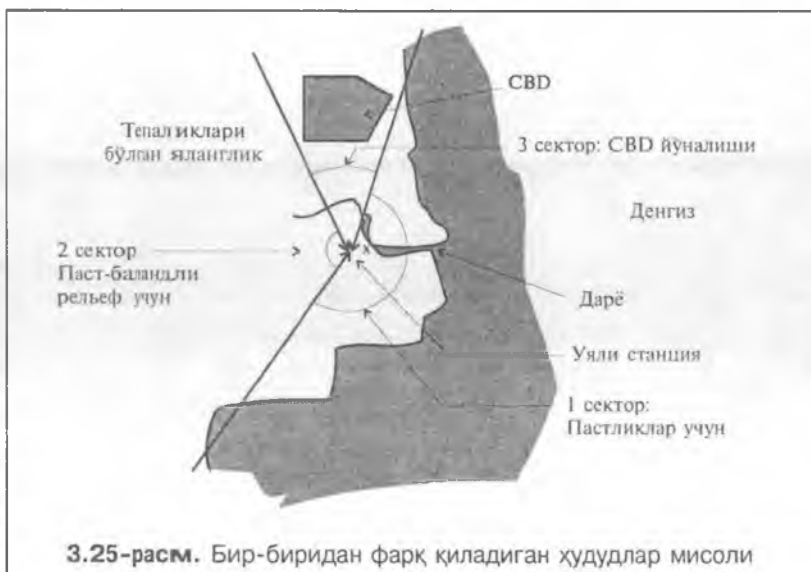 CBD
Тепаликлари
бўлган яланглик
3 сектор: CBD йўналиши
Денгиз
2 сектор
Паст-баландли
рельеф учун
Дарё
Уяли станция
1 сектор:
Пастликлар учун
3.25-расм. Бир-биридан фарқ қиладиган ҳудудлар мисоли